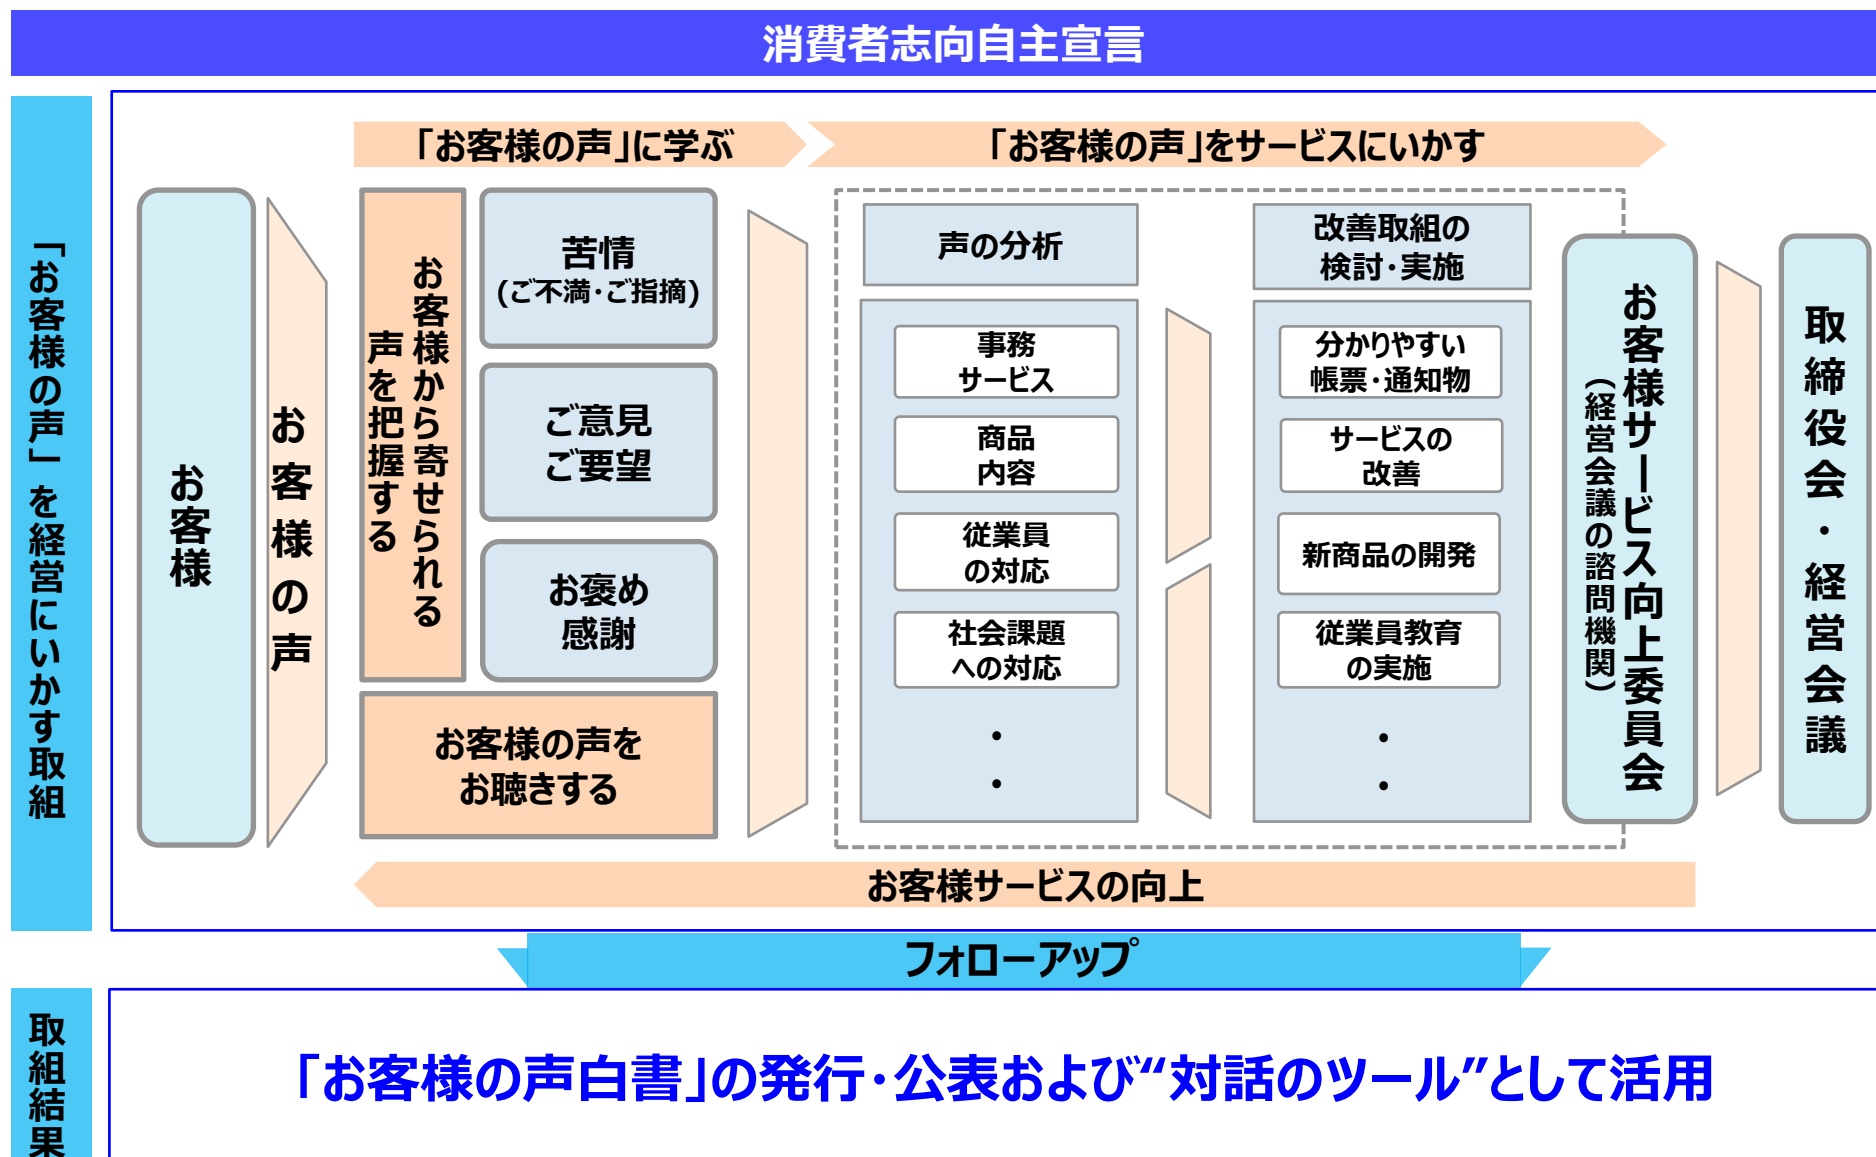 消費者志向自主宣言
「お客様の声」を経営にいかす取組
「お客様の声」に学ぶ
「お客様の声」をサービスにいかす
お客様
お客様の声
お客様から寄せられる
声を把握する
苦情
(ご不満・ご指摘)
ご意見
ご要望
お褒め
感謝
お客様の声を
お聴きする
声の分析
事務
サービス
商品
内容
従業員
の対応
社会課題
への対応
・
・
改善取組の
検討・実施
分かりやすい
帳票・通知物
サービスの
改善
新商品の開発
従業員教育
の実施
・
・
お客様サービス向上委員会
（経営会議の諮問機関）
取締役会・経営会議
お客様サービスの向上
フォローアップ
取組結果
「お客様の声白書」の発行・公表および“対話のツール”として活用